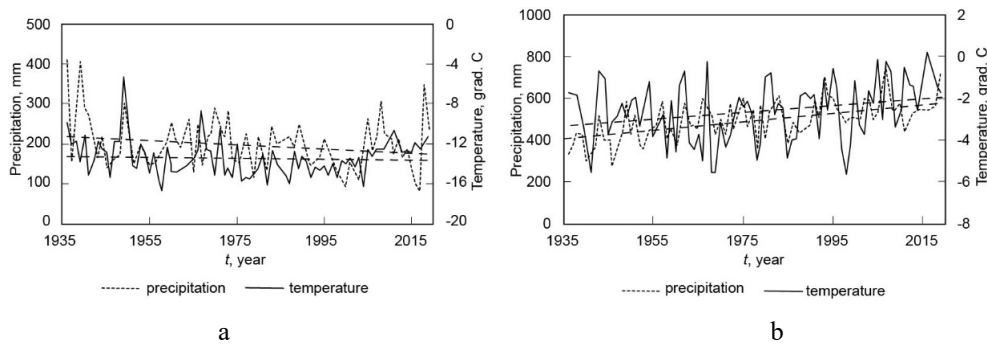 500
400
300
200
100
0
Precipitation, mm
0
-4
-8
-12
-16
-20
Temperature, grad. C
1935 1955 1975 1995 2015
t, year
precipitation temperature
a
1000
800
600
400
200
0
Precipitation, mm
2
0
-2
-4
-6
-8
Temperature, grad. C
1935 1955 1975 1995 2015
t, year
precipitation temperature
b